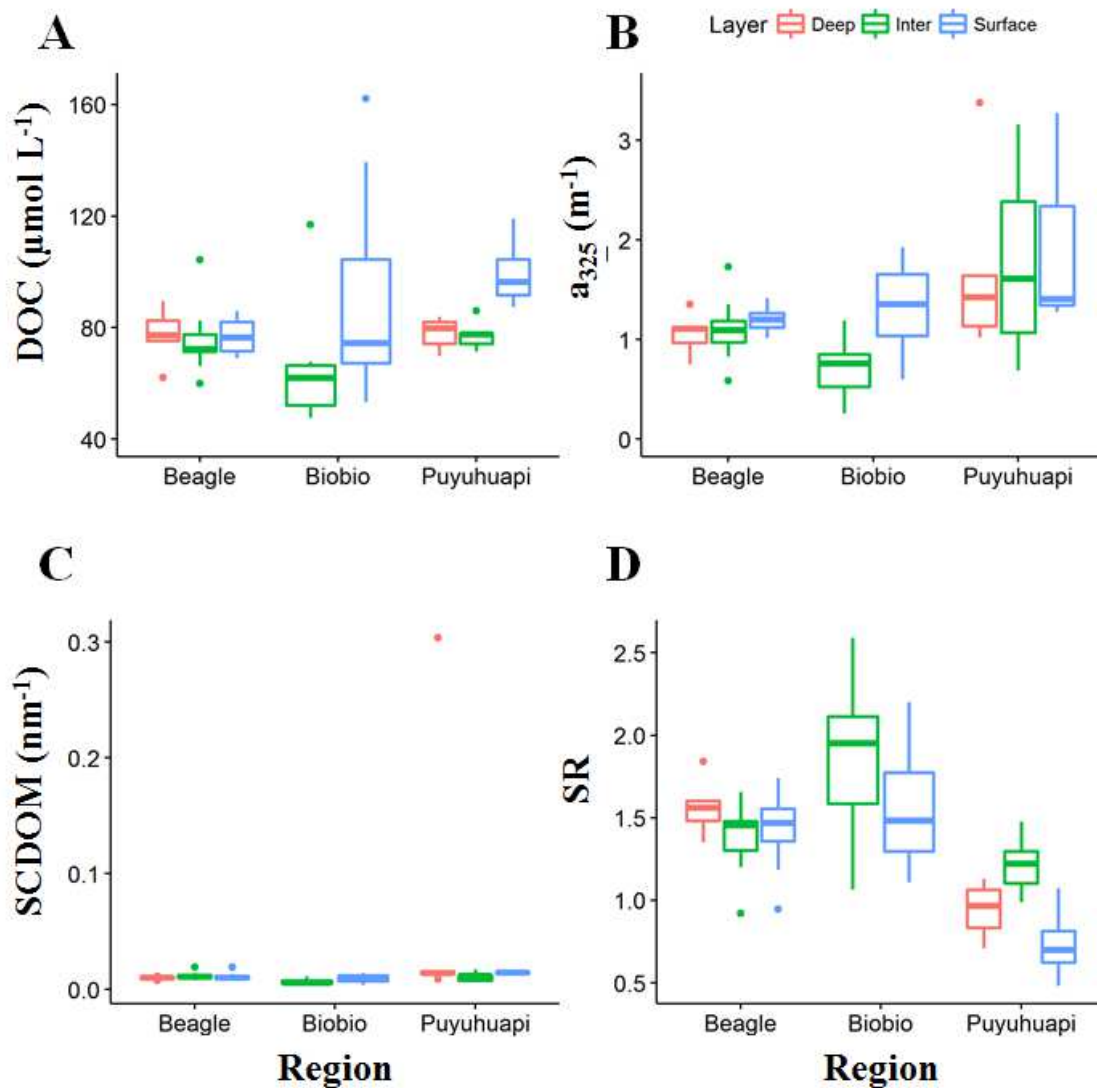 A
B
Layer Deep Inter Surface
DOC (µmol L⁻¹)
160
120
80
40
Beagle Biobio Puyuhuapi
a₃₂₅ (m⁻¹)
3
2
1
0
Beagle Biobio Puyuhuapi
C
D
SCDOM (nm⁻¹)
0.3
0.2
0.1
0.0
Beagle Biobio Puyuhuapi
Region
SR
2.5
2.0
1.5
1.0
0.5
Beagle Biobio Puyuhuapi
Region